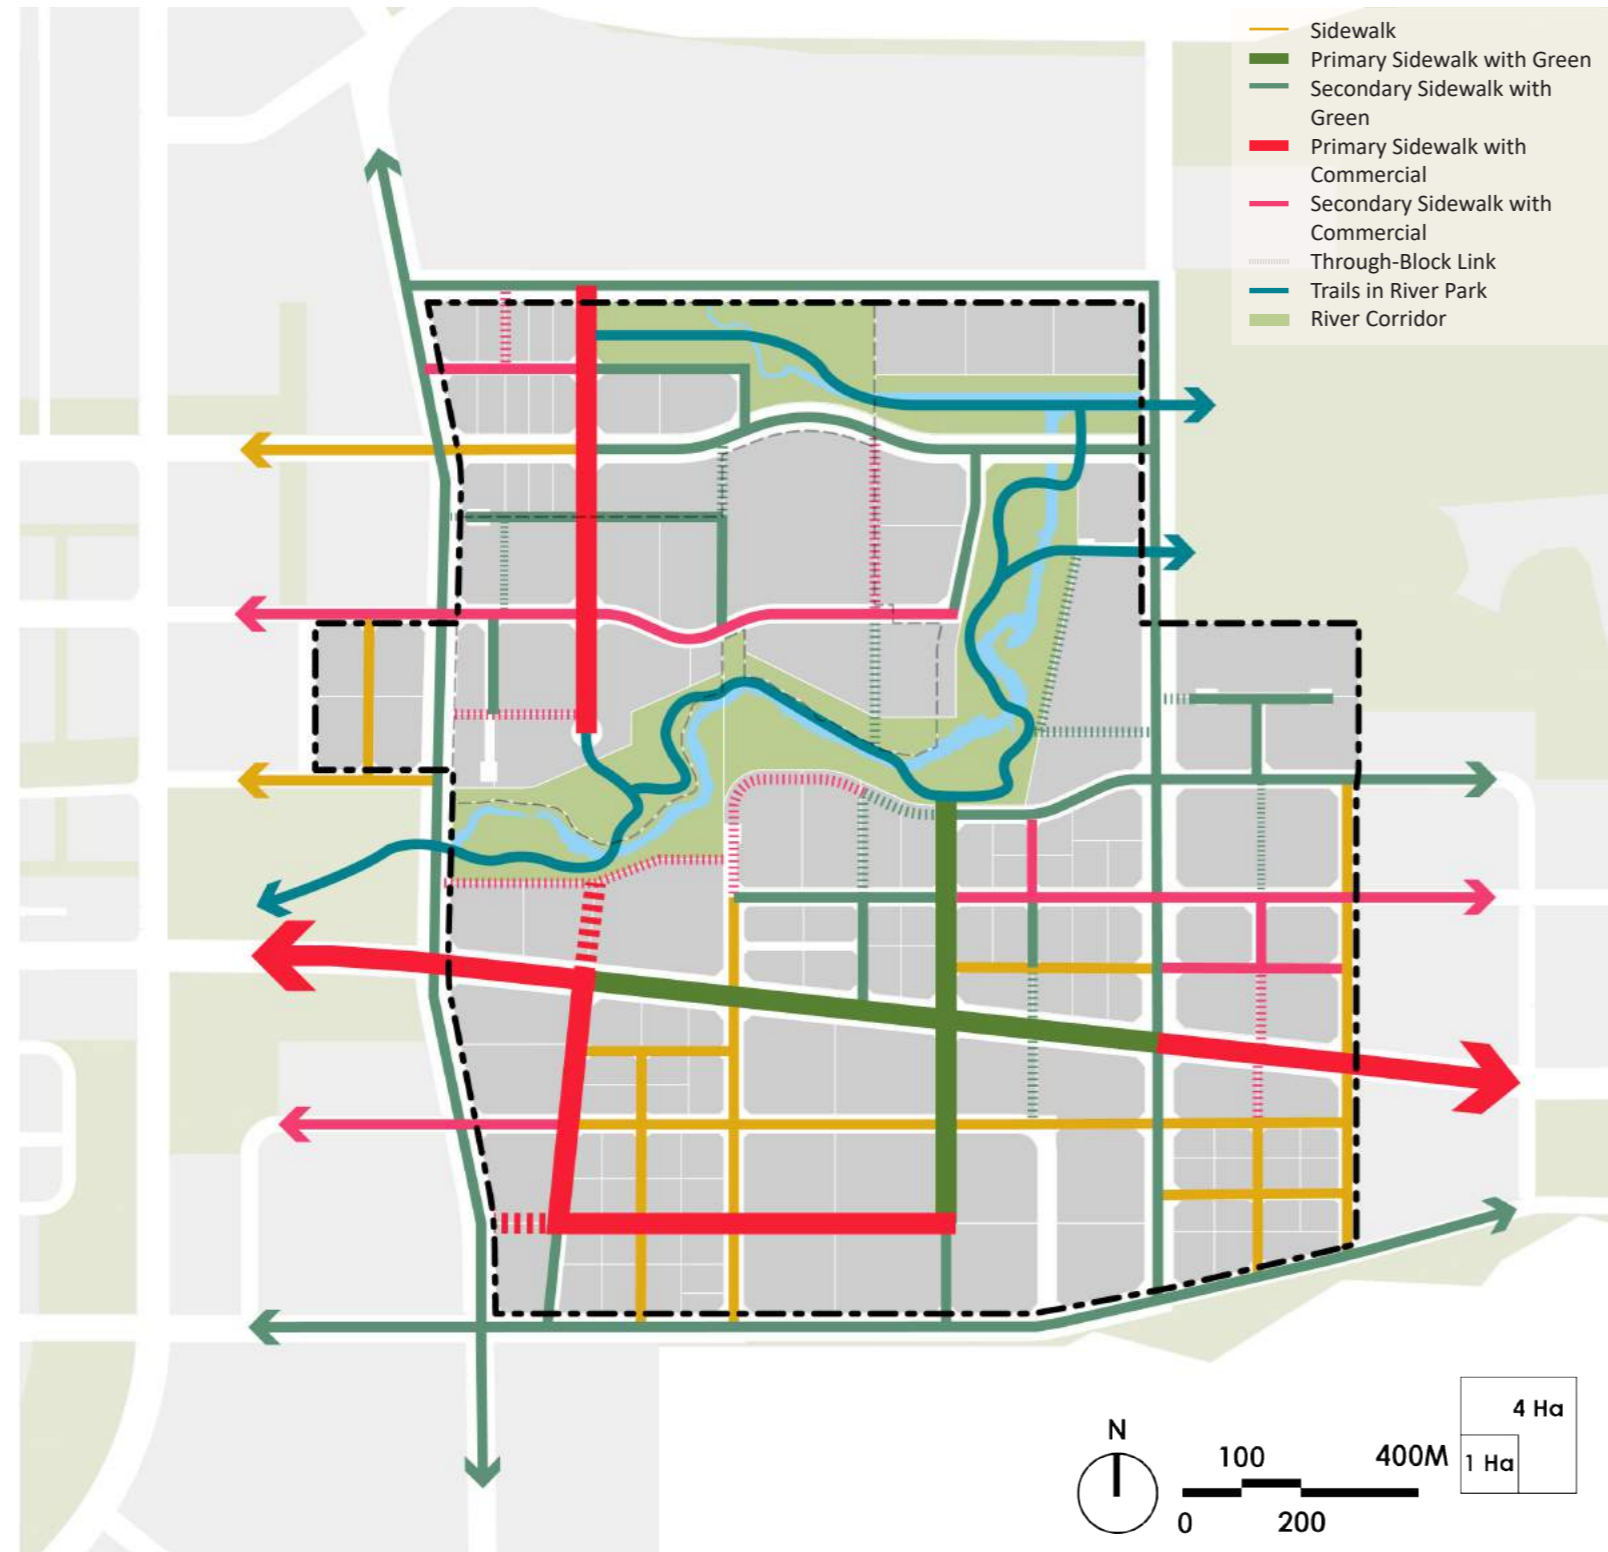 Sidewalk
Primary Sidewalk with Green
Secondary Sidewalk with
Green
Primary Sidewalk with
Commercial
Secondary Sidewalk with
Commercial
Through-Block Link
Trails in River Park
River Corridor
N
100
400M
0
200
4 Ha
1 Ha